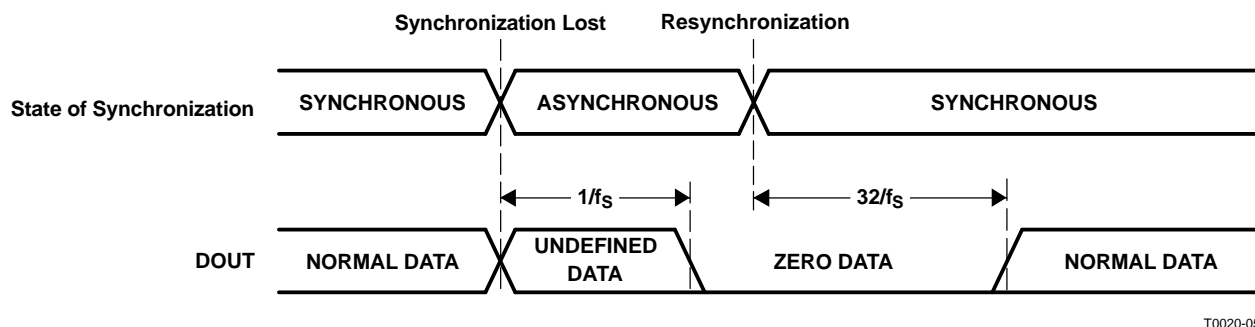 Synchronization Lost
Resynchronization
State of Synchronization
SYNCHRONOUS
ASYNCHRONOUS
SYNCHRONOUS
1/fS
32/fS
DOUT
NORMAL DATA
UNDEFINED
DATA
ZERO DATA
NORMAL DATA